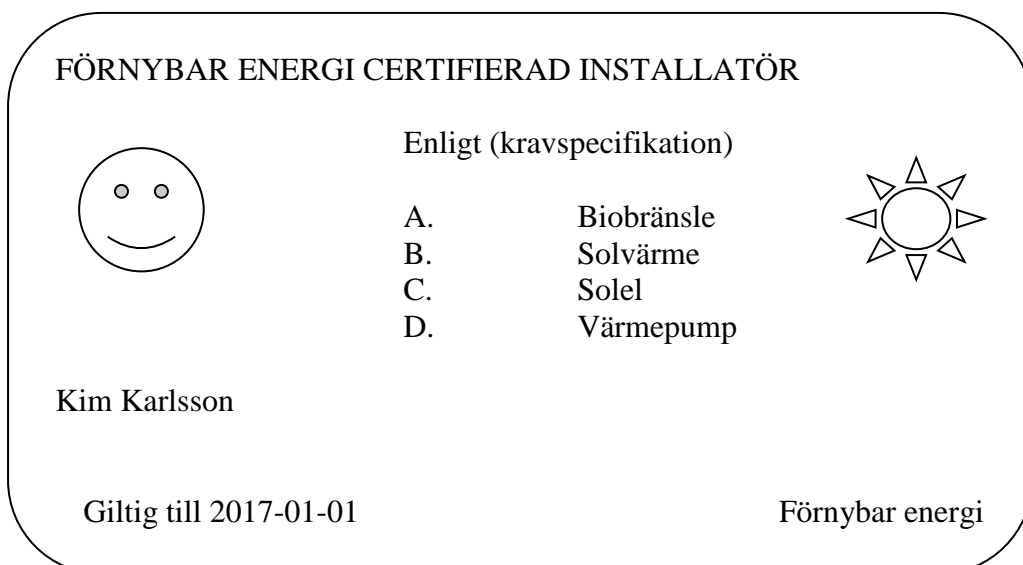 FÖRNYBAR ENERGI CERTIFIERAD INSTALLATÖR
Enligt (kravspecifikation)
A. Biobränsle
B. Solvärme
C. Solel
D. Värmepump
Kim Karlsson
Giltig till 2017-01-01
Förnybar energi